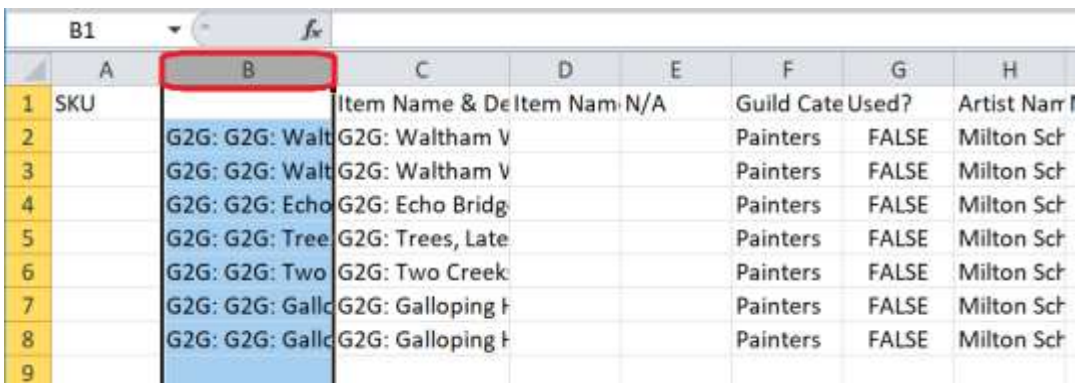 B1 fx
A B C D E F G H
1 SKU Item Name & De Item Nam N/A Guild Cate Used? Artist Nam
2 G2G: G2G: Walt G2G: Waltham Painters FALSE Milton Sch
3 G2G: G2G: Walt G2G: Waltham Painters FALSE Milton Sch
4 G2G: G2G: Echo G2G: Echo Bridg Painters FALSE Milton Sch
5 G2G: G2G: Tree G2G: Trees, Late Painters FALSE Milton Sch
6 G2G: G2G: Two G2G: Two Creek Painters FALSE Milton Sch
7 G2G: G2G: Gallo G2G: Galloping Painters FALSE Milton Sch
8 G2G: G2G: Gallo G2G: Galloping Painters FALSE Milton Sch
9